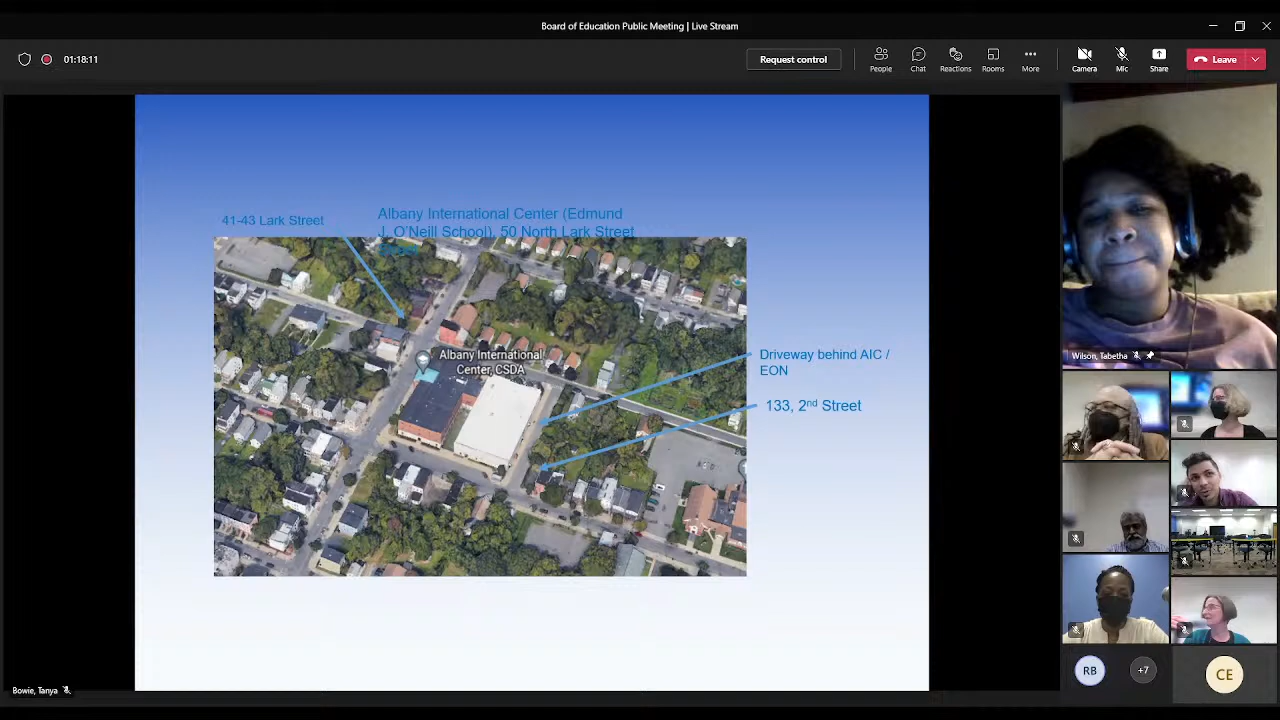 Board of Education Public Meeting | Live Stream
01:18:11
Request control
People
Chat
Reactions
Rooms
More
Camera
Mic
Share
Leave
41-43 Lark Street
Albany International Center (Edmund
J. O'Neill School), 50 North Lark Street
Albany International
Center, CSDA
Driveway behind AIC /
EON
133, 2nd Street
Wilson, Tabetha
RB
+7
CE
Bowie, Tanya